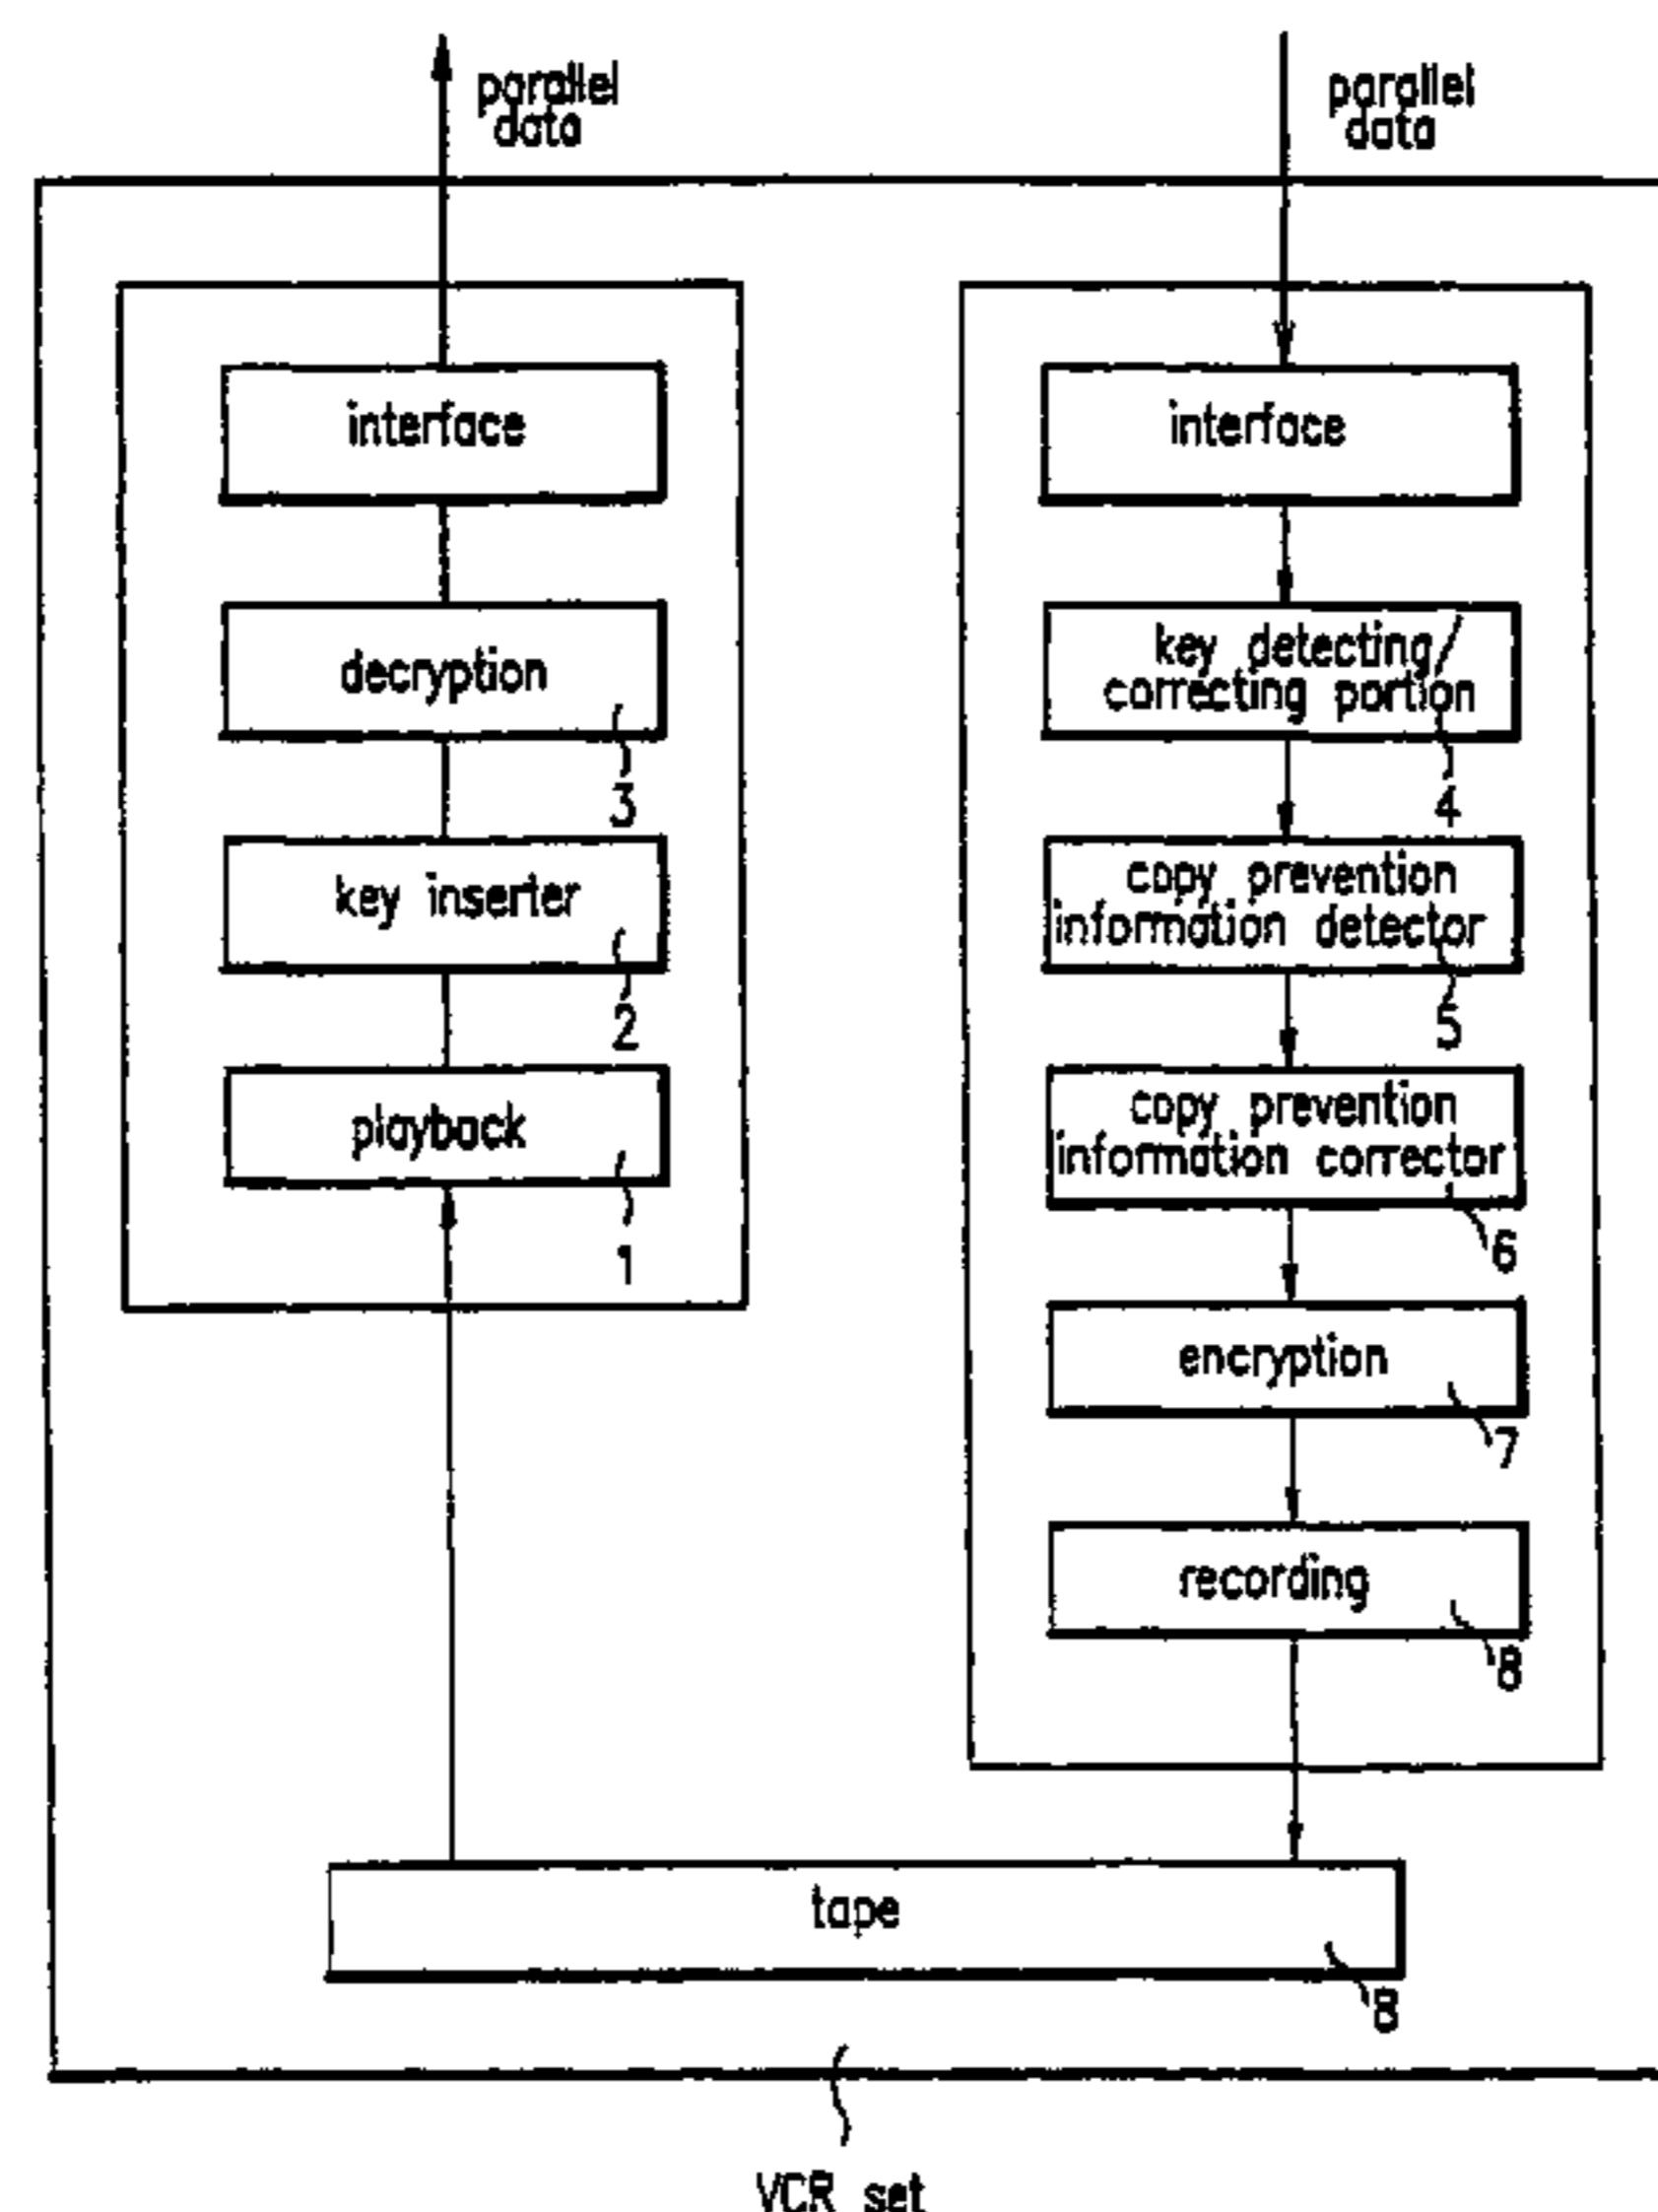 parallel
data
interface
decryption
3
key inserter
2
playback
1
parallel
data
interface
key detecting/
correcting portion
4
copy prevention
information detector
5
copy prevention
information corrector
6
encryption
7
recording
8
tape
8
VCR set